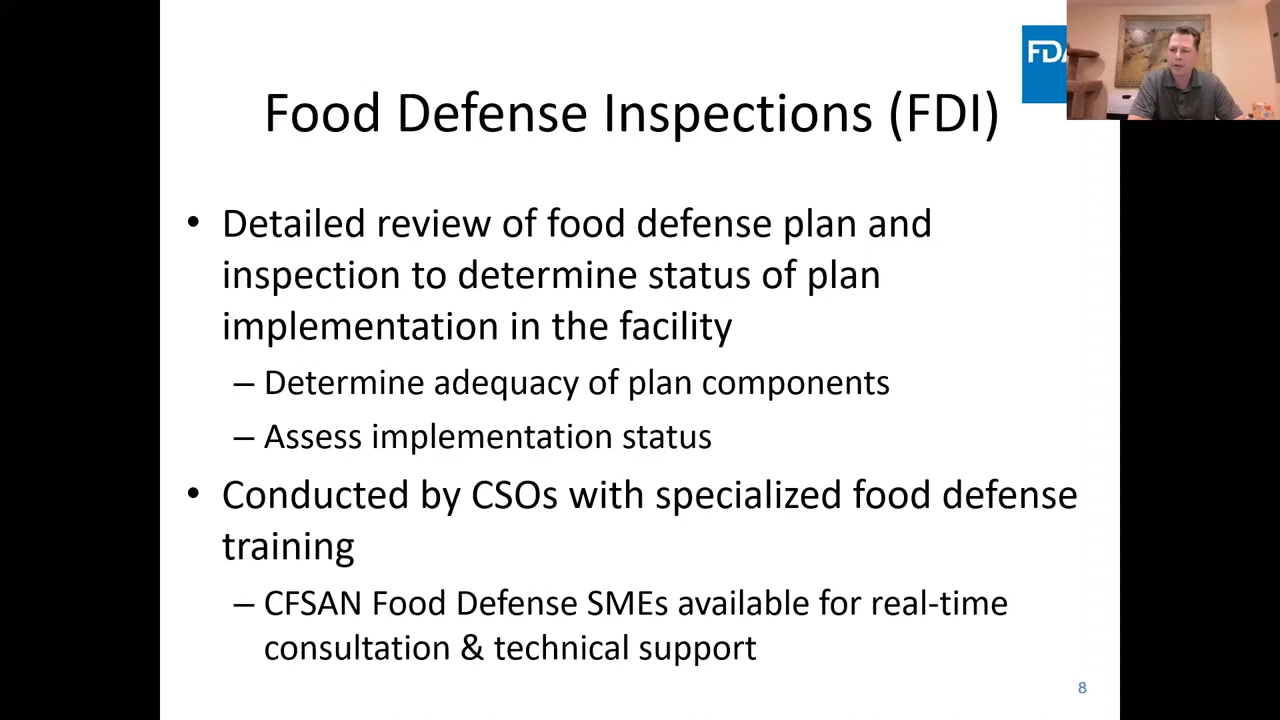 FDA
Food Defense Inspections (FDI)
• Detailed review of food defense plan and
inspection to determine status of plan
implementation in the facility
– Determine adequacy of plan components
– Assess implementation status
• Conducted by CSOs with specialized food defense
training
– CFSAN Food Defense SMEs available for real-time
consultation & technical support
8